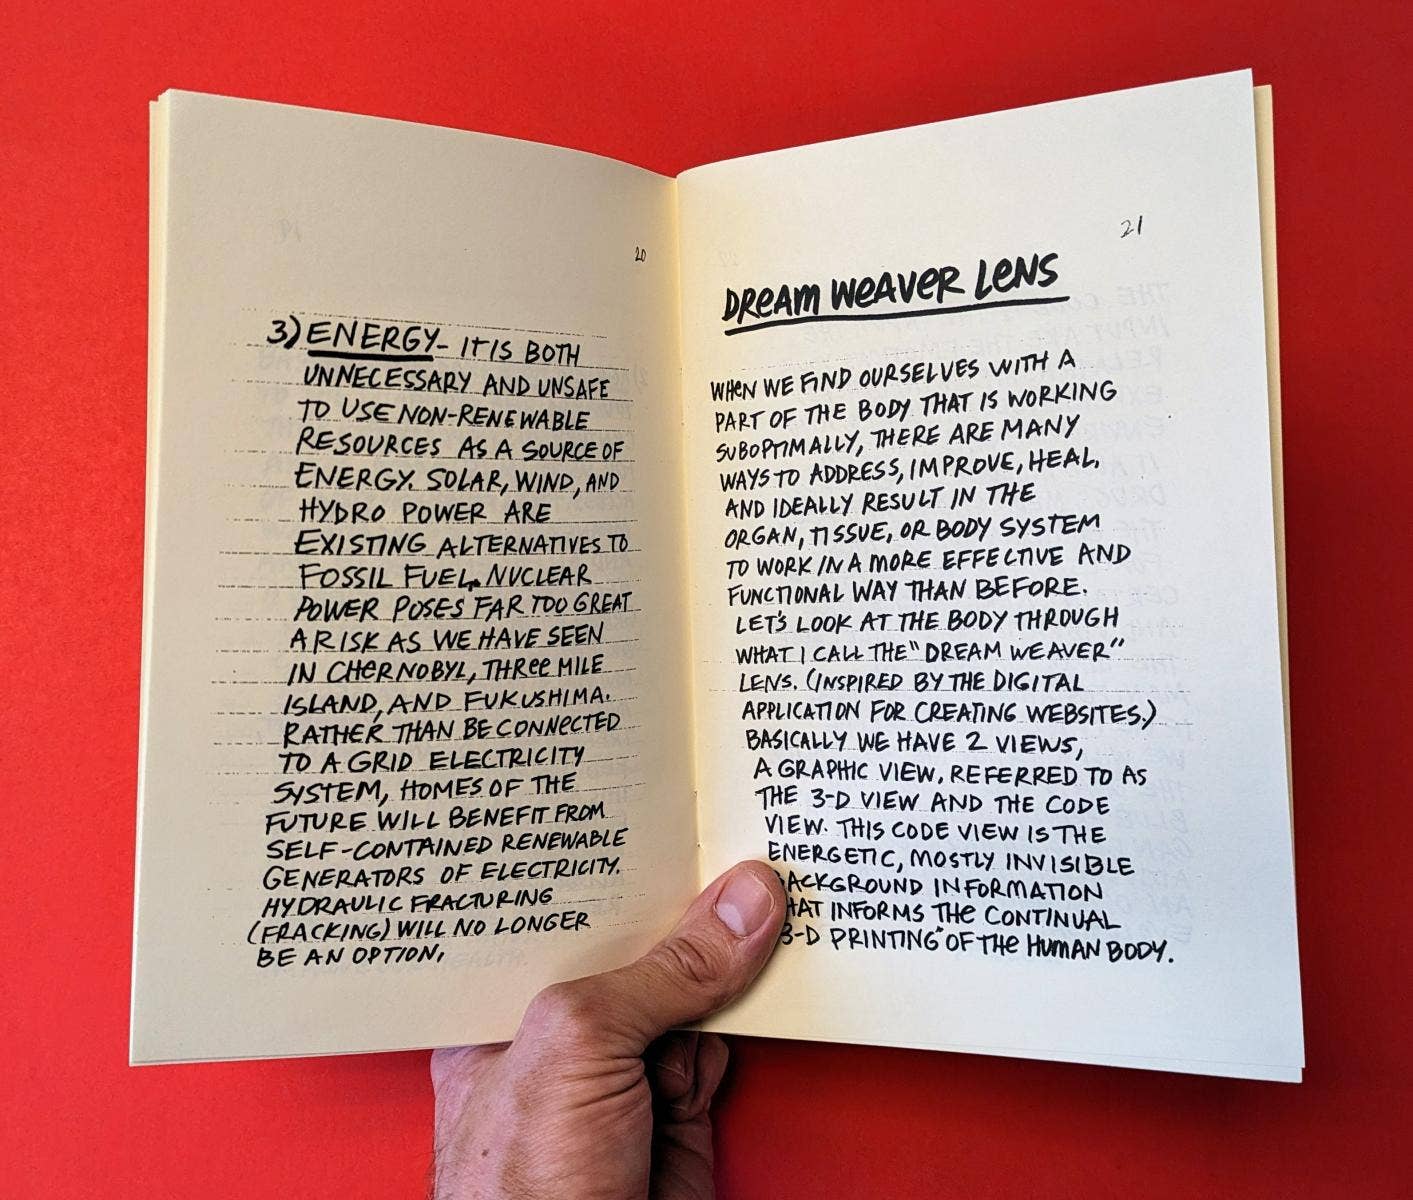 20
3) ENERGY- IT IS BOTH
UNNECESSARY AND UNSAFE
TO USE NON-RENEWABLE
RESOURCES AS A SOURCE OF
ENERGY. SOLAR, WIND, AND
HYDRO POWER ARE
EXISTING ALTERNATIVES TO
FOSSIL FUEL. NUCLEAR
POWER POSES FAR TOO GREAT
A RISK AS WE HAVE SEEN
IN CHERNOBYL, THREE MILE
ISLAND, AND FUKUSHIMA.
RATHER THAN BE CONNECTED
TO A GRID ELECTRICITY
SYSTEM, HOMES OF THE
FUTURE WILL BENEFIT FROM
SELF-CONTAINED RENEWABLE
GENERATORS OF ELECTRICITY.
HYDRAULIC FRACTURING
(FRACKING) WILL NO LONGER
BE AN OPTION.
21
DREAM WEAVER LENS
WHEN WE FIND OURSELVES WITH A
PART OF THE BODY THAT IS WORKING
SUBOPTIMALLY, THERE ARE MANY
WAYS TO ADDRESS, IMPROVE, HEAL,
AND IDEALLY RESULT IN THE
ORGAN, TISSUE, OR BODY SYSTEM
TO WORK IN A MORE EFFECTIVE AND
FUNCTIONAL WAY THAN BEFORE.
LET'S LOOK AT THE BODY THROUGH
WHAT I CALL THE "DREAM WEAVER"
LENS. (INSPIRED BY THE DIGITAL
APPLICATION FOR CREATING WEBSITES.)
BASICALLY WE HAVE 2 VIEWS,
A GRAPHIC VIEW, REFERRED TO AS
THE 3-D VIEW AND THE CODE
VIEW. THIS CODE VIEW IS THE
ENERGETIC, MOSTLY INVISIBLE
BACKGROUND INFORMATION
THAT INFORMS THE CONTINUAL
3-D PRINTING" OF THE HUMAN BODY.